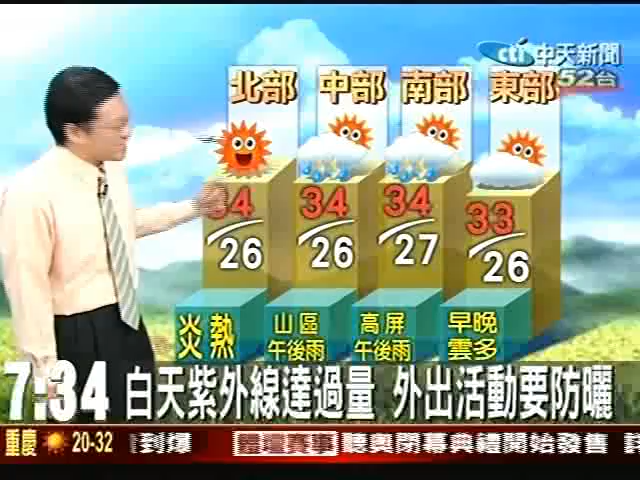 cti 中天新聞
52台
北部 中部 南部 東部
34 34 34 33
26 26 27 26
炎熱 山區 高屏 早晚
午後雨 午後雨 雲多
7:34 白天紫外線達過量 外出活動要防曬
重慶 20-32 會到爆 體壇賽事 聽奧閉幕典禮開始發售